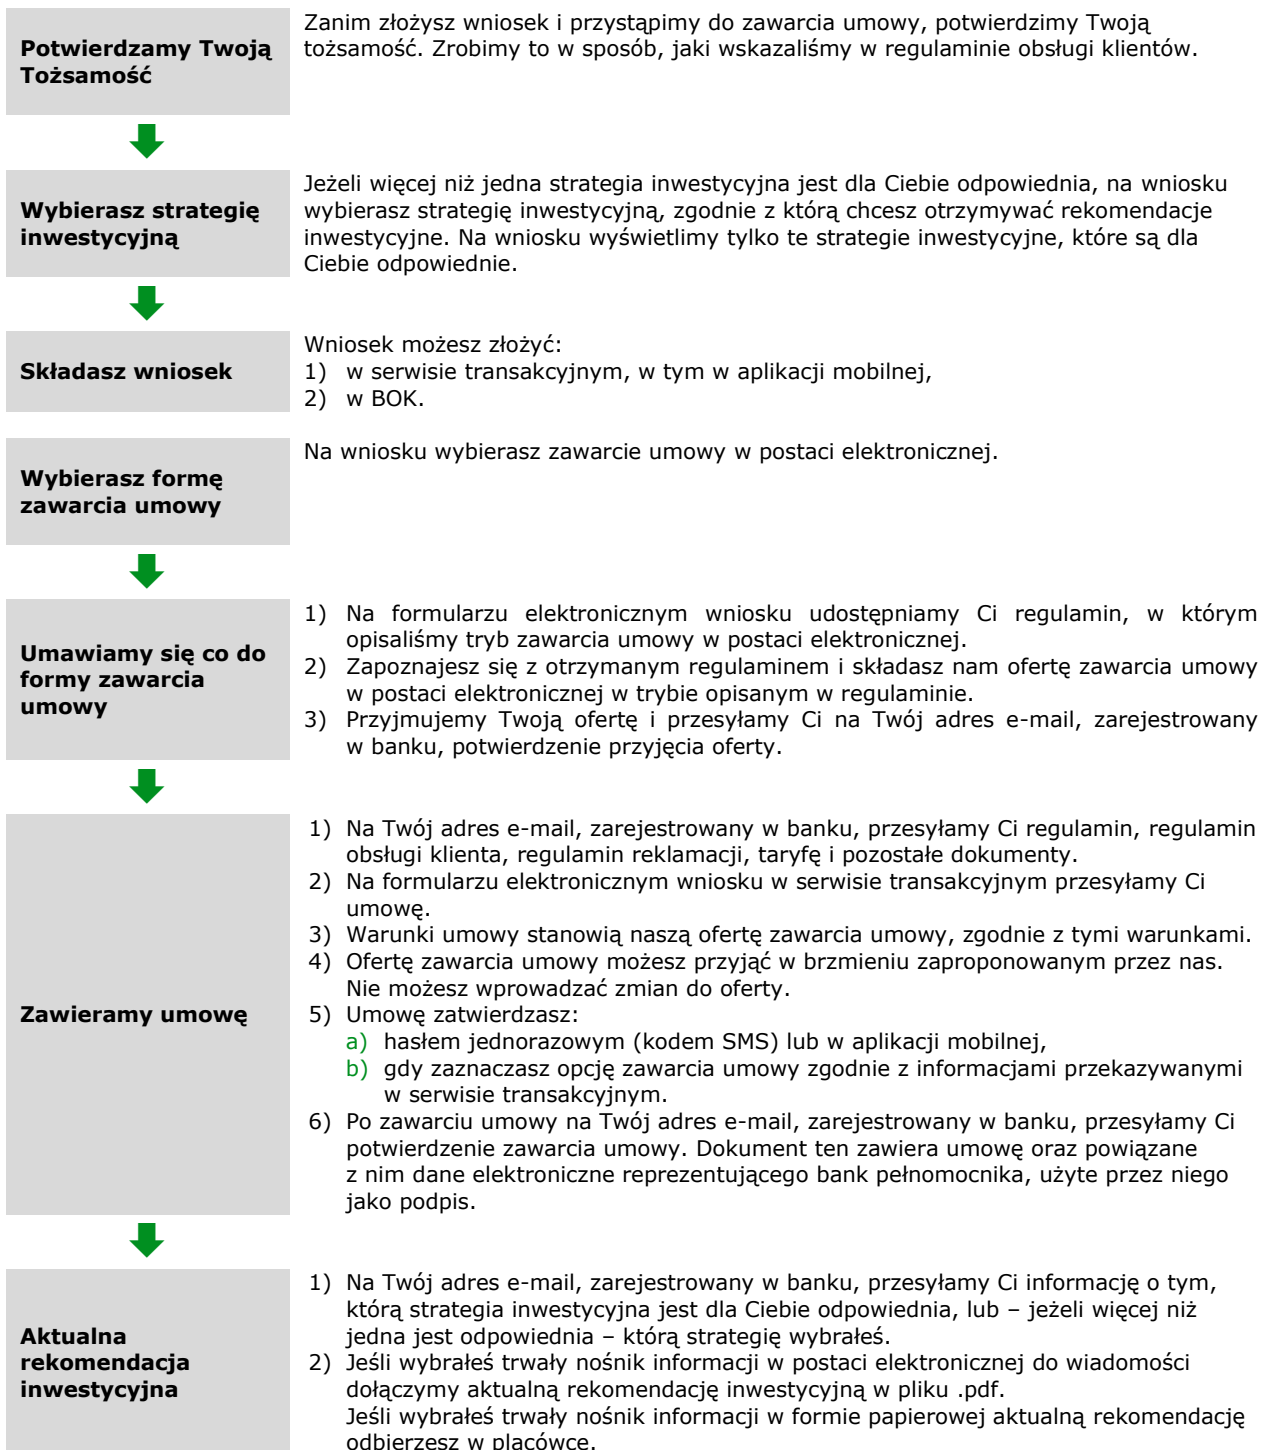 Potwierdzamy Twoją
Tożsamość
Zanim złożysz wniosek i przystąpimy do zawarcia umowy, potwierdzimy Twoją
tożsamość. Zrobimy to w sposób, jaki wskazaliśmy w regulaminie obsługi klientów.
Wybierasz strategię
inwestycyjną
Jeżeli więcej niż jedna strategia inwestycyjna jest dla Ciebie odpowiednia, na wniosku
wybierasz strategię inwestycyjną, zgodnie z którą chcesz otrzymywać rekomendacje
inwestycyjne. Na wniosku wyświetlimy tylko te strategie inwestycyjne, które są dla
Ciebie odpowiednie.
Składasz wniosek
Wniosek możesz złożyć:
1) w serwisie transakcyjnym, w tym w aplikacji mobilnej,
2) w BOK.
Wybierasz formę
zawarcia umowy
Na wniosku wybierasz zawarcie umowy w postaci elektronicznej.
Umawiamy się co do
formy zawarcia
umowy
1) Na formularzu elektronicznym wniosku udostępniamy Ci regulamin, w którym
opisaliśmy tryb zawarcia umowy w postaci elektronicznej.
2) Zapoznajesz się z otrzymanym regulaminem i składasz nam ofertę zawarcia umowy
w postaci elektronicznej w trybie opisanym w regulaminie.
3) Przyjmujemy Twoją ofertę i przesyłamy Ci na Twój adres e-mail, zarejestrowany
w banku, potwierdzenie przyjęcia oferty.
Zawieramy umowę
1) Na Twój adres e-mail, zarejestrowany w banku, przesyłamy Ci regulamin, regulamin
obsługi klienta, regulamin reklamacji, taryfę i pozostałe dokumenty.
2) Na formularzu elektronicznym wniosku w serwisie transakcyjnym przesyłamy Ci
umowę.
3) Warunki umowy stanowią naszą ofertę zawarcia umowy, zgodnie z tymi warunkami.
4) Ofertę zawarcia umowy możesz przyjąć w brzmieniu zaproponowanym przez nas.
Nie możesz wprowadzać zmian do oferty.
5) Umowę zatwierdzasz:
a) hasłem jednorazowym (kodem SMS) lub w aplikacji mobilnej,
b) gdy zaznaczasz opcję zawarcia umowy zgodnie z informacjami przekazywanymi
w serwisie transakcyjnym.
6) Po zawarciu umowy na Twój adres e-mail, zarejestrowany w banku, przesyłamy Ci
potwierdzenie zawarcia umowy. Dokument ten zawiera umowę oraz powiązane
z nim dane elektroniczne reprezentującego bank pełnomocnika, użyte przez niego
jako podpis.
Aktualna
rekomendacja
inwestycyjna
1) Na Twój adres e-mail, zarejestrowany w banku, przesyłamy Ci informację o tym,
którą strategia inwestycyjna jest dla Ciebie odpowiednia, lub – jeżeli więcej niż
jedna jest odpowiednia – którą strategię wybrałeś.
2) Jeśli wybrałeś trwały nośnik informacji w postaci elektronicznej do wiadomości
dołączymy aktualną rekomendację inwestycyjną w pliku .pdf.
Jeśli wybrałeś trwały nośnik informacji w formie papierowej aktualną rekomendację
odbierzesz w placówce.